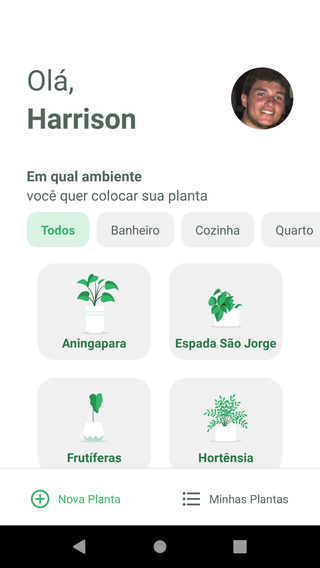 Olá,
Harrison
Em qual ambiente
você quer colocar sua planta
Todos Banheiro Cozinha Quarto
Aningapara Espada São Jorge
Frutíferas Hortênsia
Nova Planta Minhas Plantas